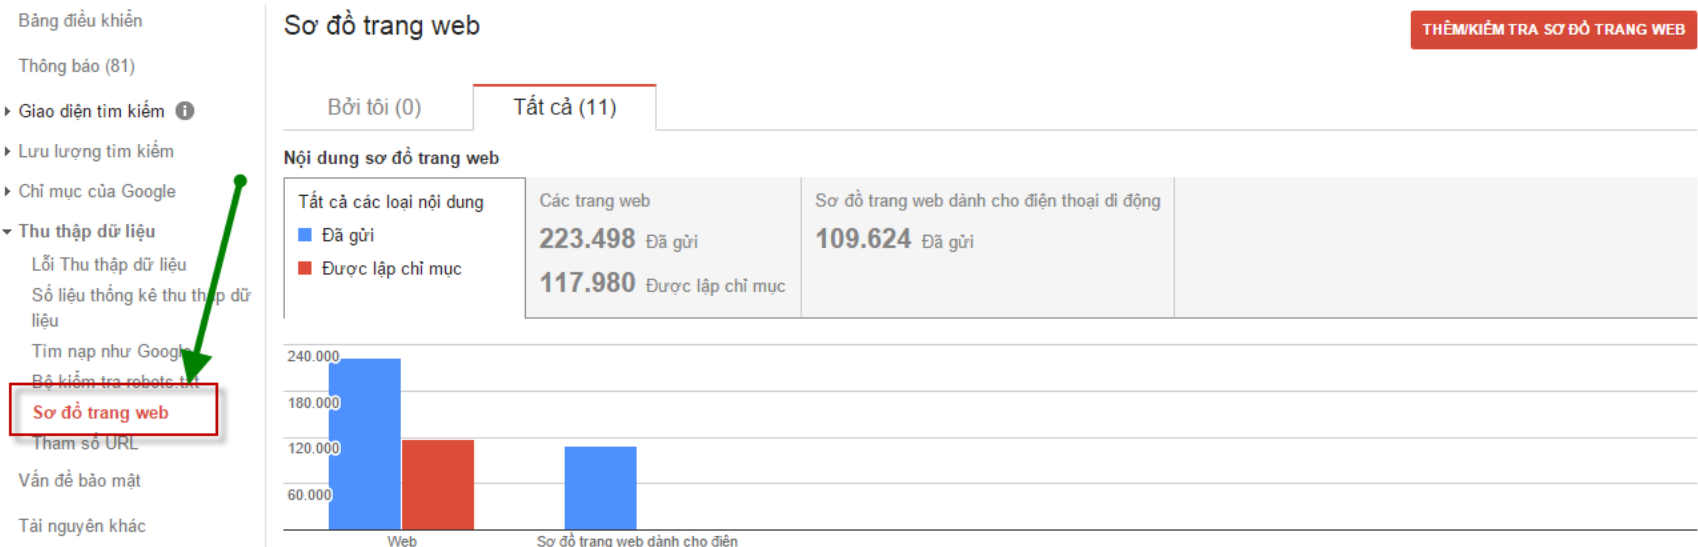 Bảng điều khiển
Thông báo (81)
Giao diện tìm kiếm
Lưu lượng tìm kiếm
Chỉ mục của Google
Thu thập dữ liệu
Lỗi Thu thập dữ liệu
Số liệu thống kê thu thập dữ
liệu
Tìm nạp như Google
Bộ kiểm tra robots.txt
Sơ đồ trang web
Tham số URL
Vấn đề bảo mật
Tài nguyên khác
Sơ đồ trang web
THÊM/KIỂM TRA SƠ ĐỒ TRANG WEB
Bởi tôi (0)
Tất cả (11)
Nội dung sơ đồ trang web
Tất cả các loại nội dung
Đã gửi
Được lập chỉ mục
Các trang web
223.498 Đã gửi
117.980 Được lập chỉ mục
Sơ đồ trang web dành cho điện thoại di động
109.624 Đã gửi
240.000
180.000
120.000
60.000
Web
Sơ đồ trang web dành cho điện